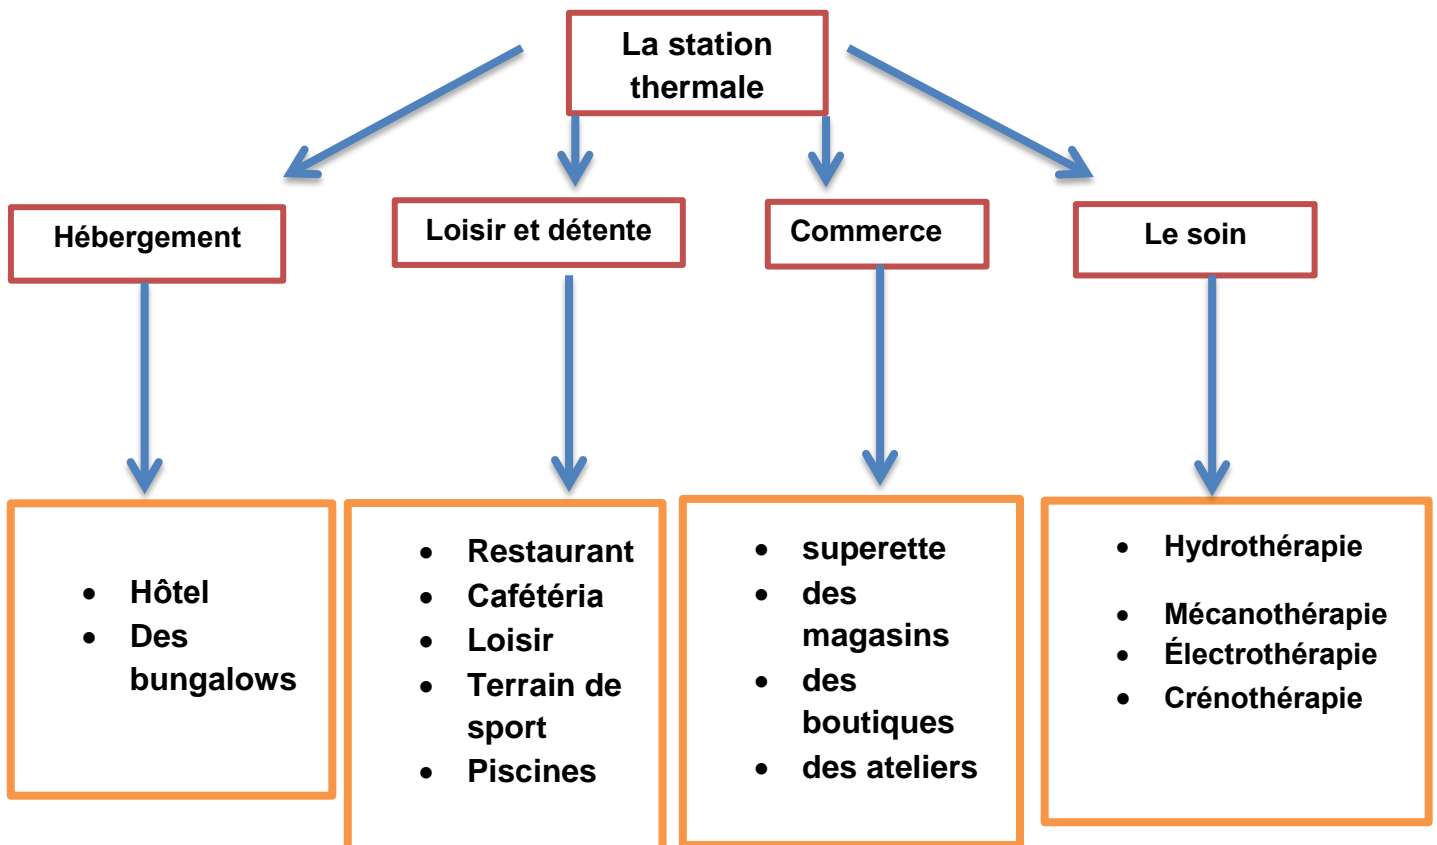 La station
thermale
Hébergement
Loisir et détente
Commerce
Le soin
• Hôtel
• Des
bungalows
• Restaurant
• Cafétéria
• Loisir
• Terrain de
sport
• Piscines
• superette
• des
magasins
• des
boutiques
• des ateliers
• Hydrothérapie
• Mécanothérapie
• Électrothérapie
• Crénothérapie